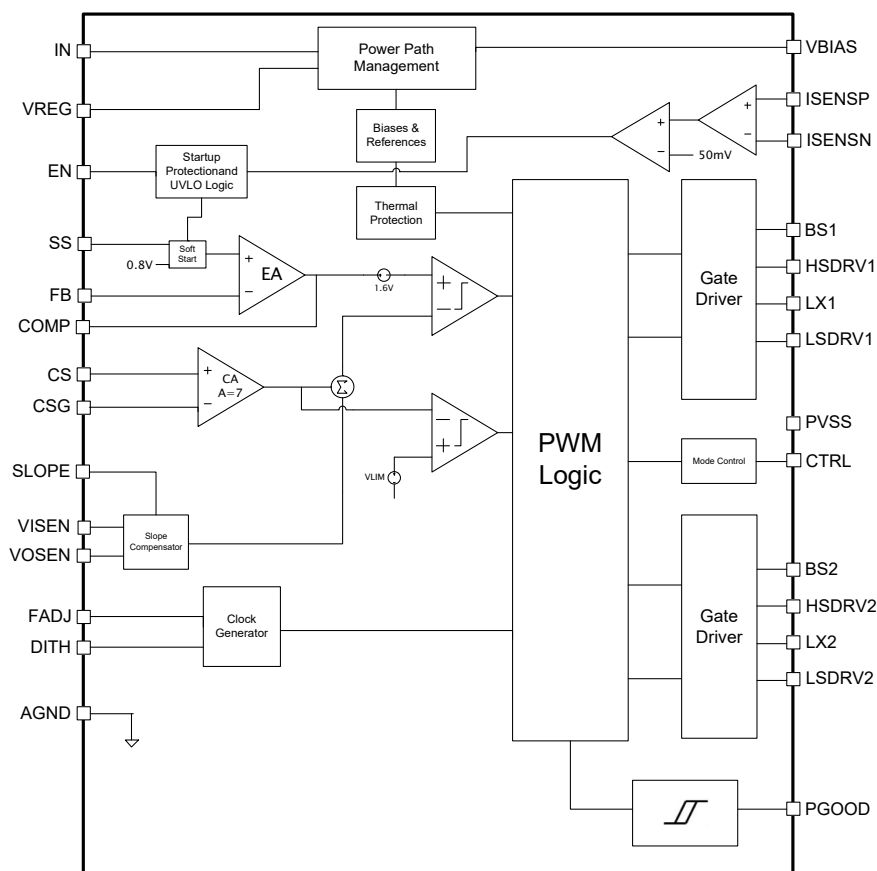 IN
VREG
EN
SS
FB
COMP
CS
CSG
SLOPE
VISEN
VOSEN
FADJ
DITH
AGND
Power Path
Management
Biases &
References
Startup
Protectionand
UVLO Logic
Thermal
Protection
Soft
Start
0.8V
+
−
EA
1.6V
+
−
+
−
CA
A=7
Σ
−
+
VLIM
Slope
Compensator
Clock
Generator
+
−
50mV
+
−
PWM
Logic
Gate
Driver
Mode Control
Gate
Driver
VBIAS
ISENSP
ISENSN
BS1
HSDRV1
LX1
LSDRV1
PVSS
CTRL
BS2
HSDRV2
LX2
LSDRV2
PGOOD